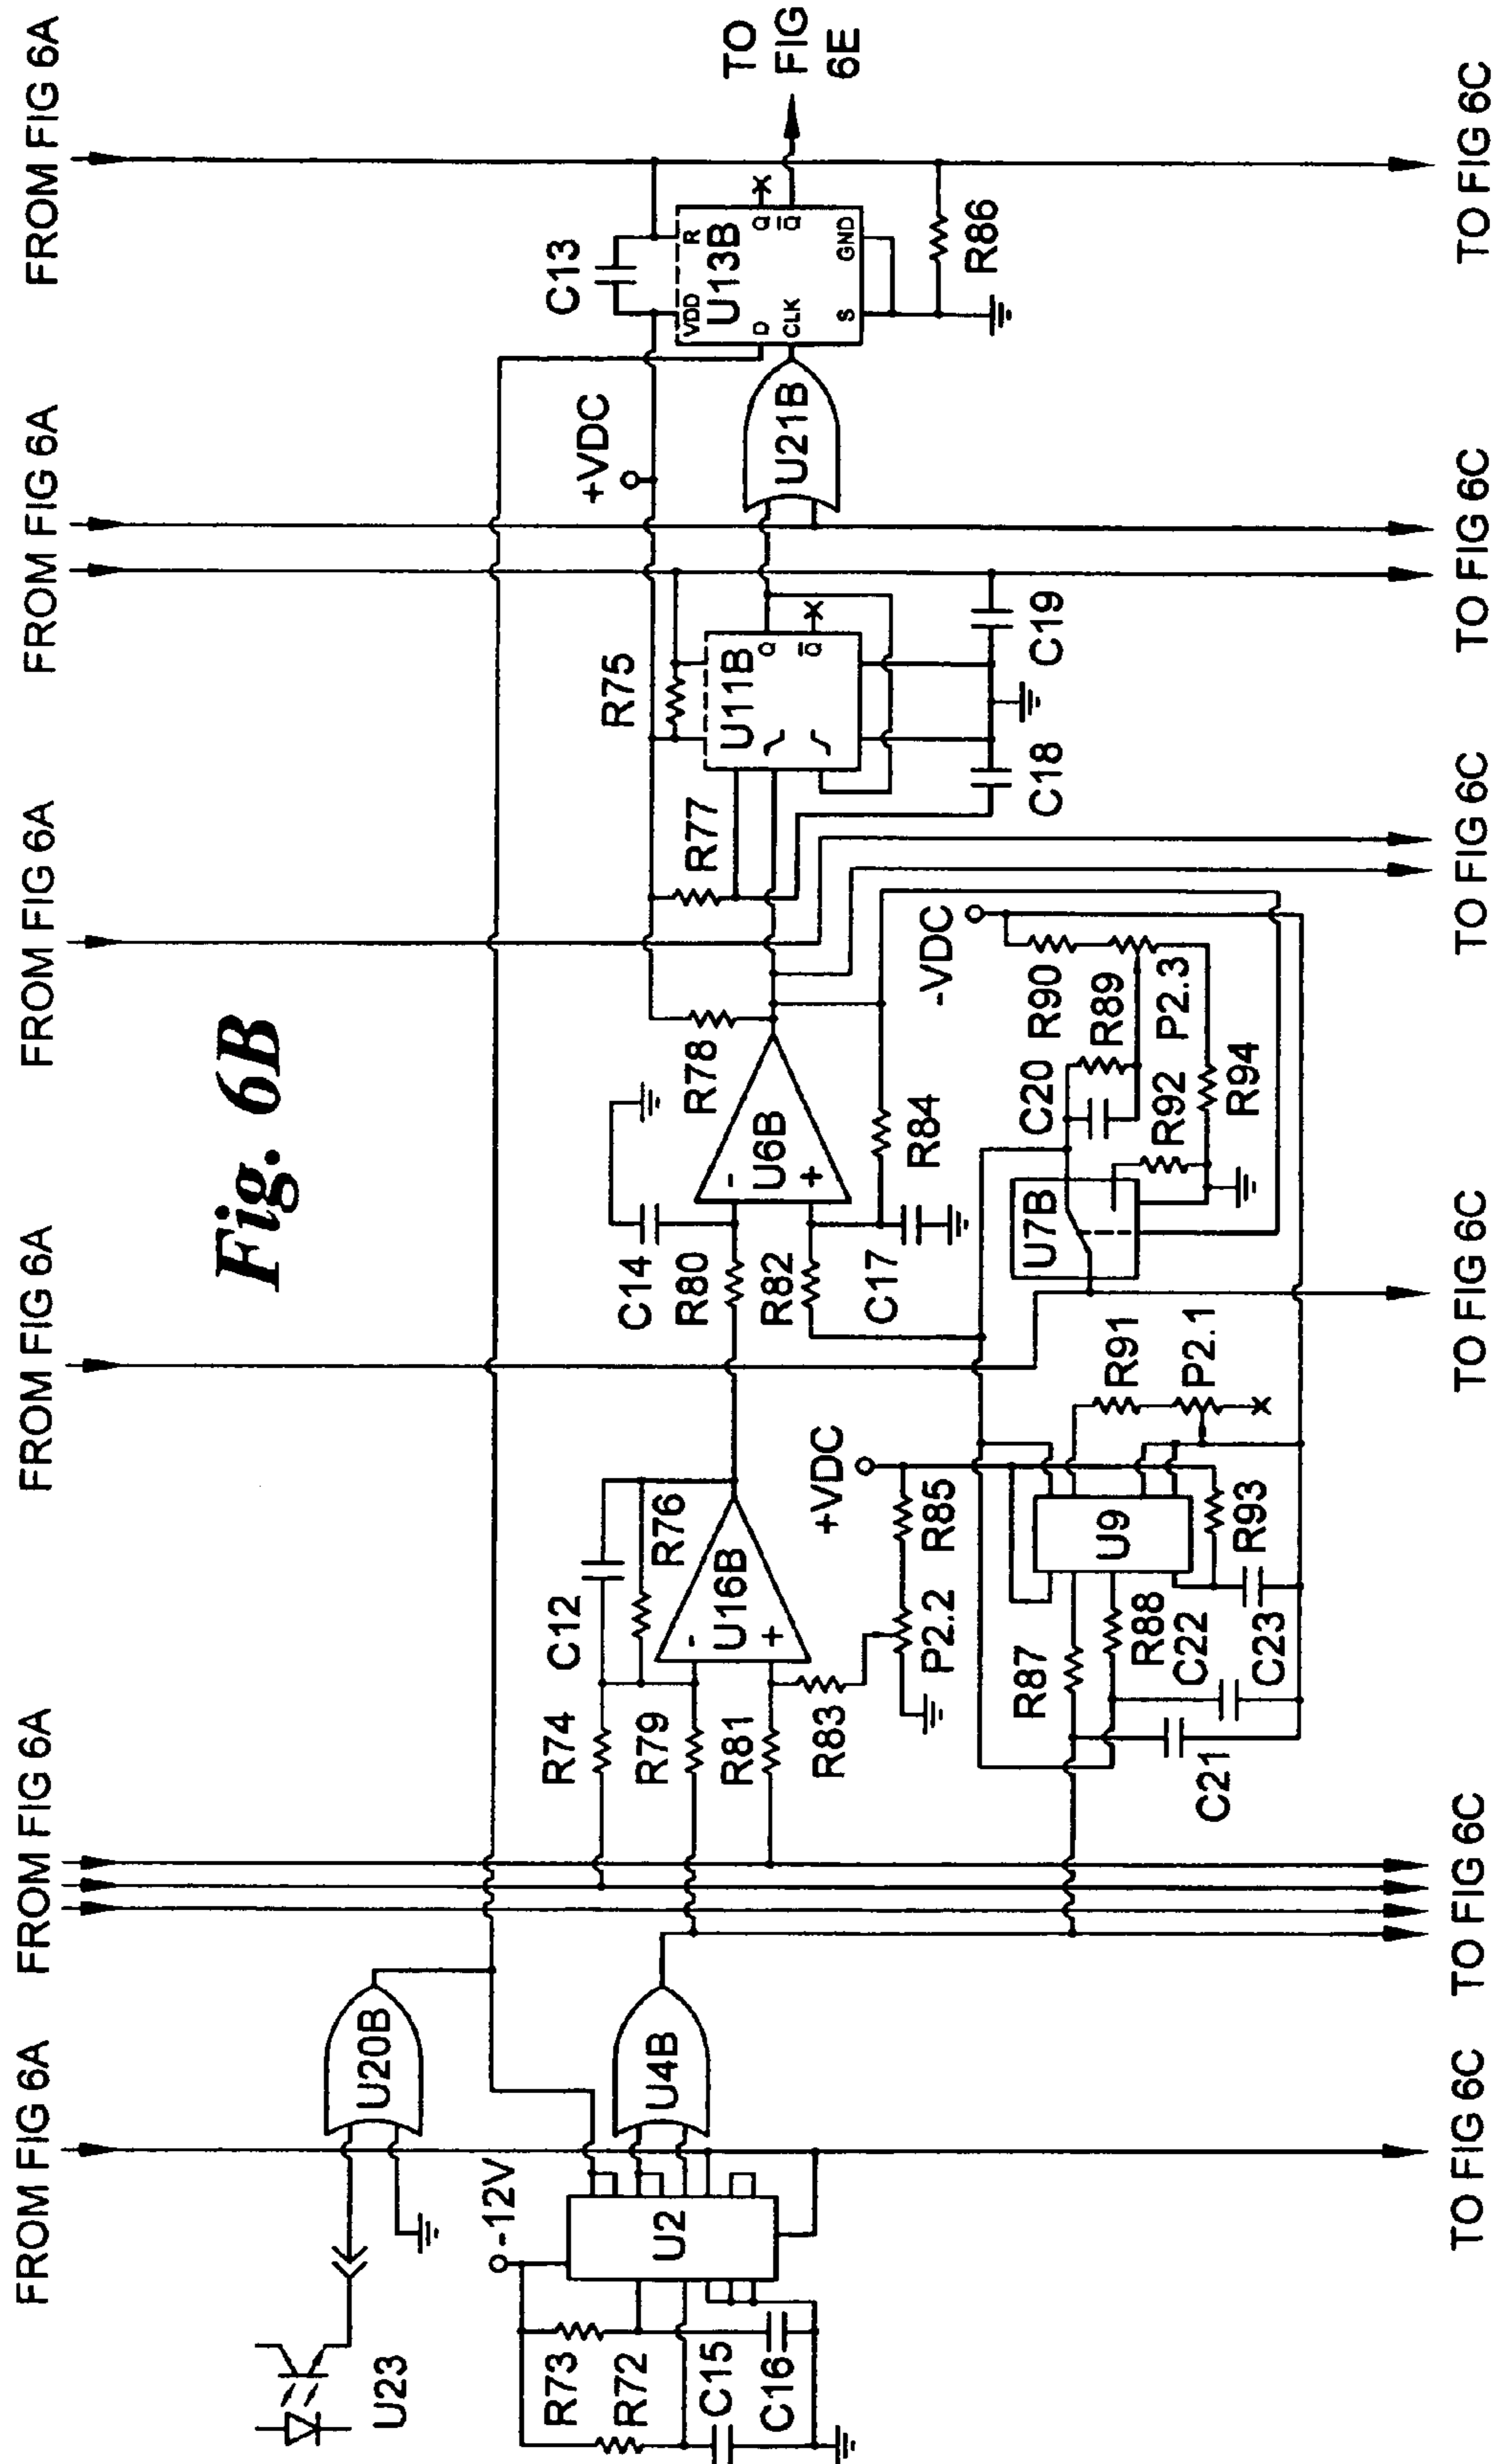 Fig. 6B
FROM FIG 6A
FROM FIG 6A
FROM FIG 6A
FROM FIG 6A
FROM FIG 6A
FROM FIG 6A
FROM FIG 6A
U23
U20B
-12V
U2
U4B
R73
R72
C15
C16
R74
R79
R81
R83
C12
R76
-
U16B
+
+VDC
P2.2
R85
R87
R88
C21
C22
C23
U9
R93
R91
P2.1
C14
R80
R82
C17
-
U6B
+
R78
R84
U7B
C20
R92
R94
R89
R90
P2.3
-VDC
R77
R75
U11B
Q
Q
C18
C19
+VDC
U21B
C13
VDD
R
U13B
D
CLK
Q
Q
S
GND
R86
TO
FIG
6E
TO FIG 6C
TO FIG 6C
TO FIG 6C
TO FIG 6C
TO FIG 6C
TO FIG 6C
TO FIG 6C